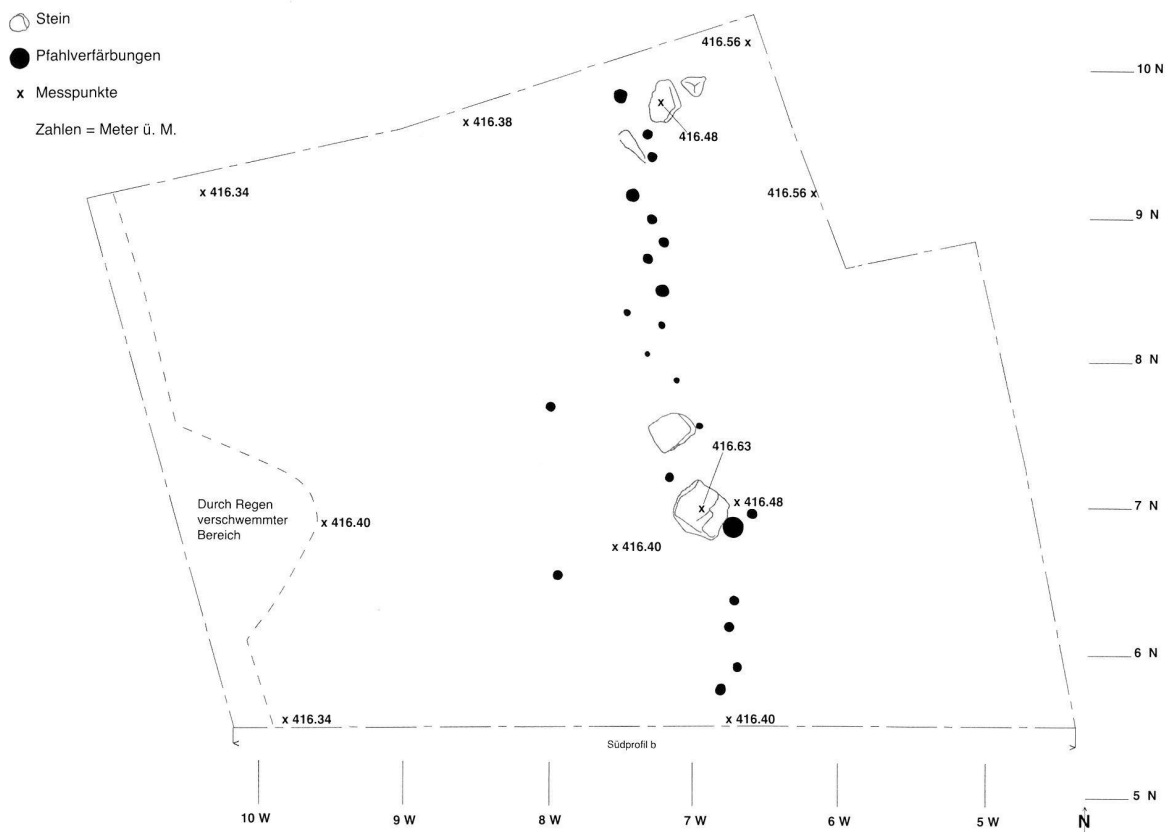 Stein
Pfahlverfärbungen
x Messpunkte
Zahlen = Meter ü. M.
416.56 x
10 N
x
416.48
x 416.38
x 416.34
416.56 x
9 N
8 N
416.63
Durch Regen
verschwemmter
Bereich
x 416.40
x
x 416.48
7 N
x 416.40
6 N
x 416.34
x 416.40
Südprofil b
5 N
10 W
9 W
8 W
7 W
6 W
5 W
N